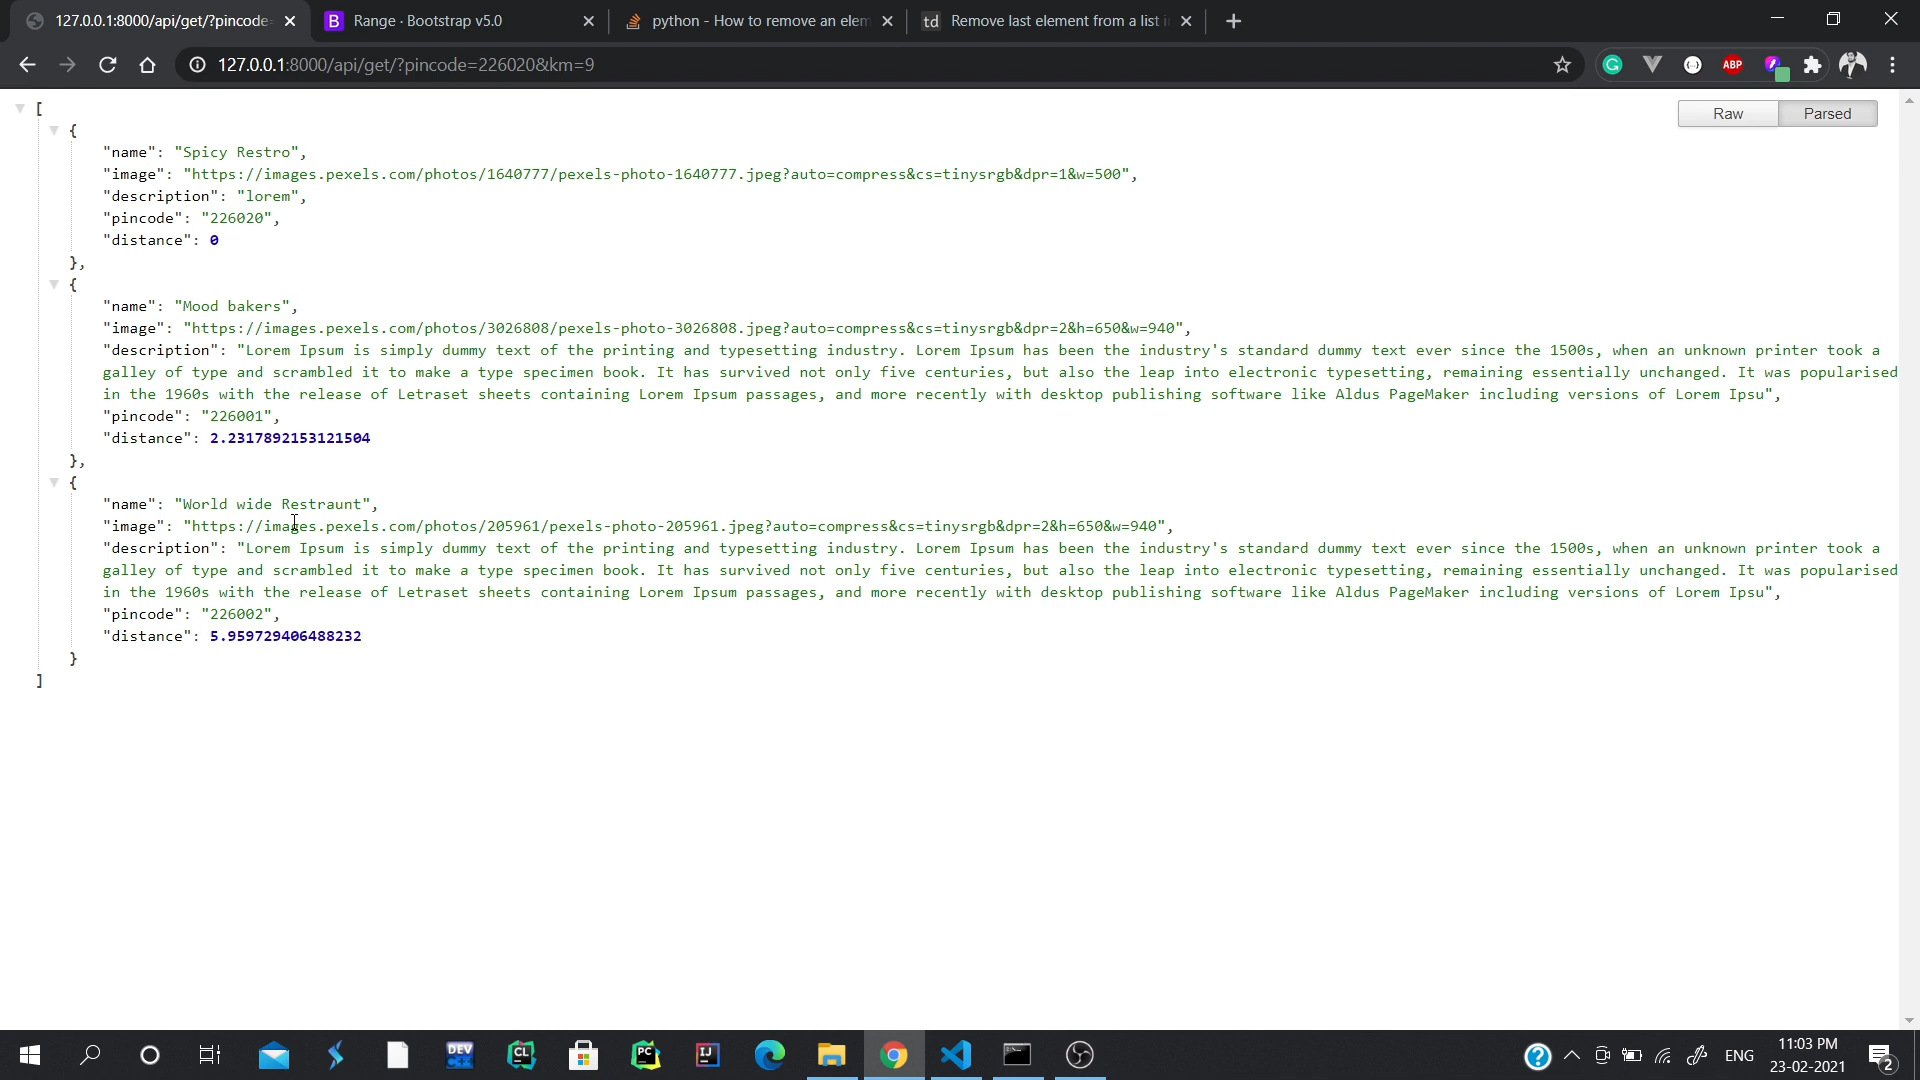 127.0.0.1:8000/api/get/?pincode=
Range · Bootstrap v5.0
python - How to remove an elem
td Remove last element from a list i
127.0.0.1:8000/api/get/?pincode=226020&km=9
ABP
Raw Parsed
[
{
"name": "Spicy Restro",
"image": "https://images.pexels.com/photos/1640777/pexels-photo-1640777.jpeg?auto=compress&cs=tinysrgb&dpr=1&w=500",
"description": "lorem",
"pincode": "226020",
"distance": 0
},
{
"name": "Mood bakers",
"image": "https://images.pexels.com/photos/3026808/pexels-photo-3026808.jpeg?auto=compress&cs=tinysrgb&dpr=2&h=650&w=940",
"description": "Lorem Ipsum is simply dummy text of the printing and typesetting industry. Lorem Ipsum has been the industry's standard dummy text ever since the 1500s, when an unknown printer took a
galley of type and scrambled it to make a type specimen book. It has survived not only five centuries, but also the leap into electronic typesetting, remaining essentially unchanged. It was popularised
in the 1960s with the release of Letraset sheets containing Lorem Ipsum passages, and more recently with desktop publishing software like Aldus PageMaker including versions of Lorem Ipsu",
"pincode": "226001",
"distance": 2.2317892153121504
},
{
"name": "World wide Restraunt",
"image": "https://images.pexels.com/photos/205961/pexels-photo-205961.jpeg?auto=compress&cs=tinysrgb&dpr=2&h=650&w=940",
"description": "Lorem Ipsum is simply dummy text of the printing and typesetting industry. Lorem Ipsum has been the industry's standard dummy text ever since the 1500s, when an unknown printer took a
galley of type and scrambled it to make a type specimen book. It has survived not only five centuries, but also the leap into electronic typesetting, remaining essentially unchanged. It was popularised
in the 1960s with the release of Letraset sheets containing Lorem Ipsum passages, and more recently with desktop publishing software like Aldus PageMaker including versions of Lorem Ipsu",
"pincode": "226002",
"distance": 5.959729406488232
}
]
DEV
CL
PC
IJ
ENG
11:03 PM
23-02-2021
2